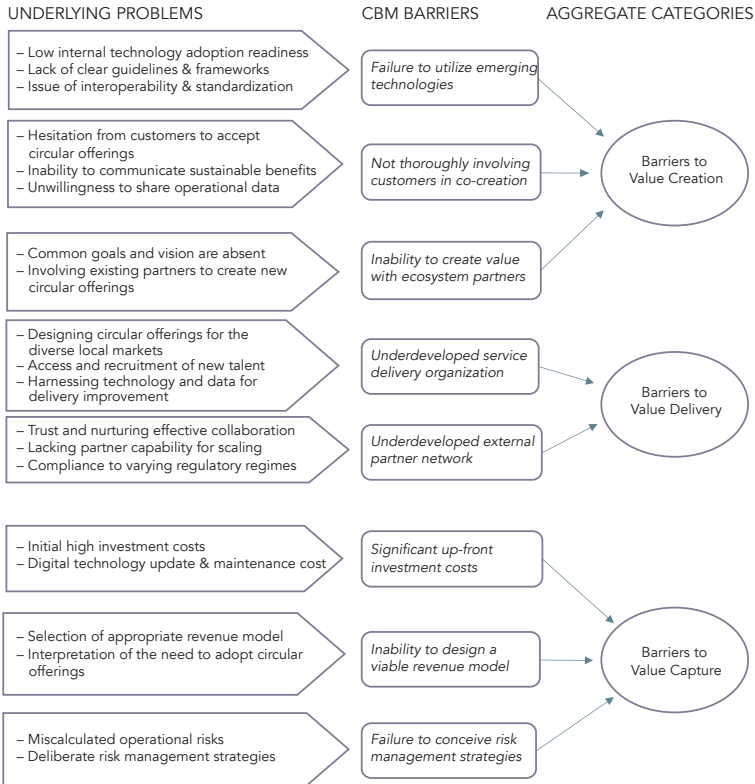 UNDERLYING PROBLEMS
CBM BARRIERS
AGGREGATE CATEGORIES
– Low internal technology adoption readiness
– Lack of clear guidelines & frameworks
– Issue of interoperability & standardization
Failure to utilize emerging
technologies
– Hesitation from customers to accept
circular offerings
– Inability to communicate sustainable benefits
– Unwillingness to share operational data
Not thoroughly involving
customers in co-creation
Barriers to
Value Creation
– Common goals and vision are absent
– Involving existing partners to create new
circular offerings
Inability to create value
with ecosystem partners
– Designing circular offerings for the
diverse local markets
– Access and recruitment of new talent
– Harnessing technology and data for
delivery improvement
Underdeveloped service
delivery organization
Barriers to
Value Delivery
– Trust and nurturing effective collaboration
– Lacking partner capability for scaling
– Compliance to varying regulatory regimes
Underdeveloped external
partner network
– Initial high investment costs
– Digital technology update & maintenance cost
Significant up-front
investment costs
– Selection of appropriate revenue model
– Interpretation of the need to adopt circular
offerings
Inability to design a
viable revenue model
Barriers to
Value Capture
– Miscalculated operational risks
– Deliberate risk management strategies
Failure to conceive risk
management strategies